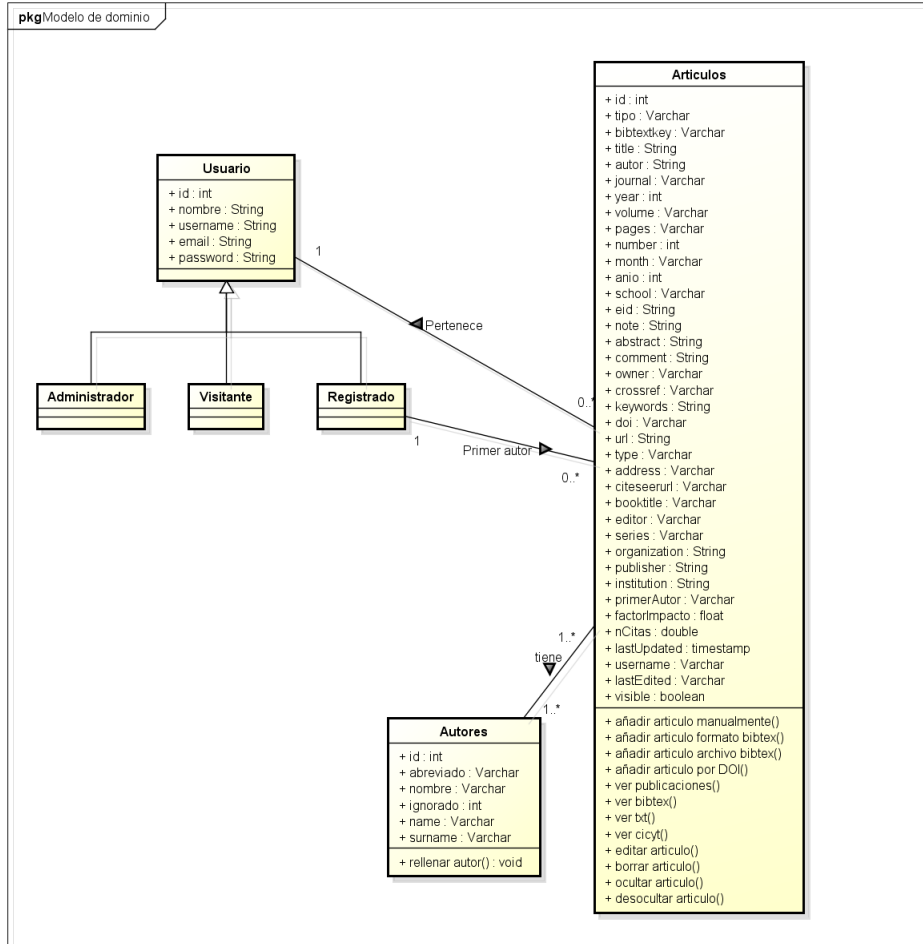 pkg Modelo de dominio
Usuario
+ id : int
+ nombre : String
+ username : String
+ email : String
+ password : String
Administrador
Visitante
Registrado
1
Pertenece
0..*
1
Primer autor
0..*
Articulos
+ id : int
+ tipo : Varchar
+ bibtextkey : Varchar
+ title : String
+ autor : String
+ journal : Varchar
+ year : int
+ volume : Varchar
+ pages : Varchar
+ number : int
+ month : Varchar
+ anio : int
+ school : Varchar
+ eid : String
+ note : String
+ abstract : String
+ comment : String
+ owner : Varchar
+ crossref : Varchar
+ keywords : String
+ doi : Varchar
+ url : String
+ type : Varchar
+ address : Varchar
+ citeseerurl : Varchar
+ booktitle : Varchar
+ editor : Varchar
+ series : Varchar
+ organization : String
+ publisher : String
+ institution : String
+ primerAutor : Varchar
+ factorImpacto : float
+ nCitas : double
+ lastUpdated : timestamp
+ username : Varchar
+ lastEdited : Varchar
+ visible : boolean
+ añadir articulo manualmente()
+ añadir articulo formato bibtex()
+ añadir articulo archivo bibtex()
+ añadir articulo por DOI()
+ ver publicaciones()
+ ver bibtex()
+ ver txt()
+ ver cicyt()
+ editar articulo()
+ borrar articulo()
+ ocultar articulo()
+ desocultar articulo()
1..*
tiene
1..*
Autores
+ id : int
+ abreviado : Varchar
+ nombre : Varchar
+ ignorado : int
+ name : Varchar
+ surname : Varchar
+ rellenar autor() : void